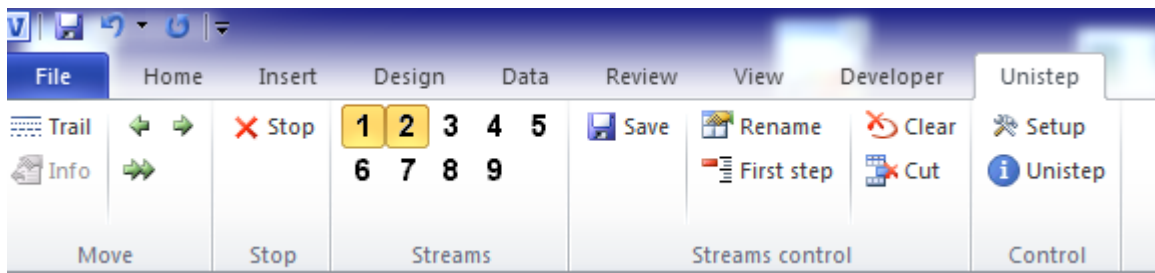 V
File Home Insert Design Data Review View Developer Unistep
Trail Stop 1 2 3 4 5 Save Rename Clear Setup
Info 6 7 8 9 First step Cut Unistep
Move Stop Streams Streams control Control